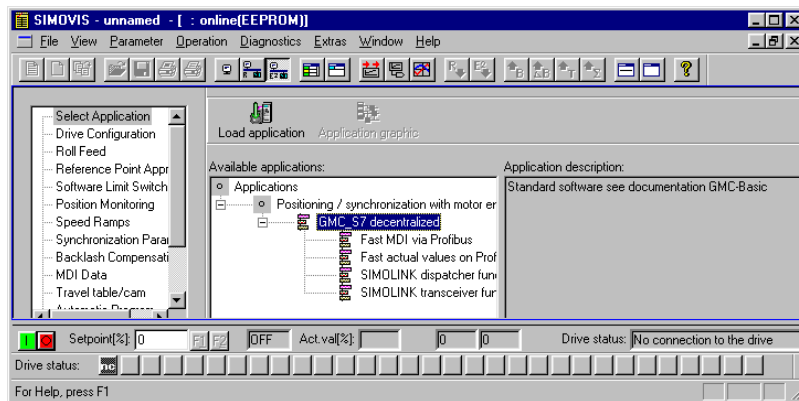 SIMOVIS - unnamed - [ : online(EEPROM)]
File View Parameter Operation Diagnostics Extras Window Help
Select Application
Drive Configuration
Roll Feed
Reference Point Appr
Software Limit Switch
Position Monitoring
Speed Ramps
Synchronization Para
Backlash Compensati
MDI Data
Travel table/cam
Load application Application graphic
Available applications:
Applications
Positioning / synchronization with motor er
GMC_S7 decentralized
Fast MDI via Profibus
Fast actual values on Prof
SIMOLINK dispatcher fun
SIMOLINK transceiver fur
Application description:
Standard software see documentation GMC-Basic
Setpoint[%]: 0 F1 F2 OFF Act.val[%]: 0 0 Drive status: No connection to the drive
Drive status: nc
For Help, press F1